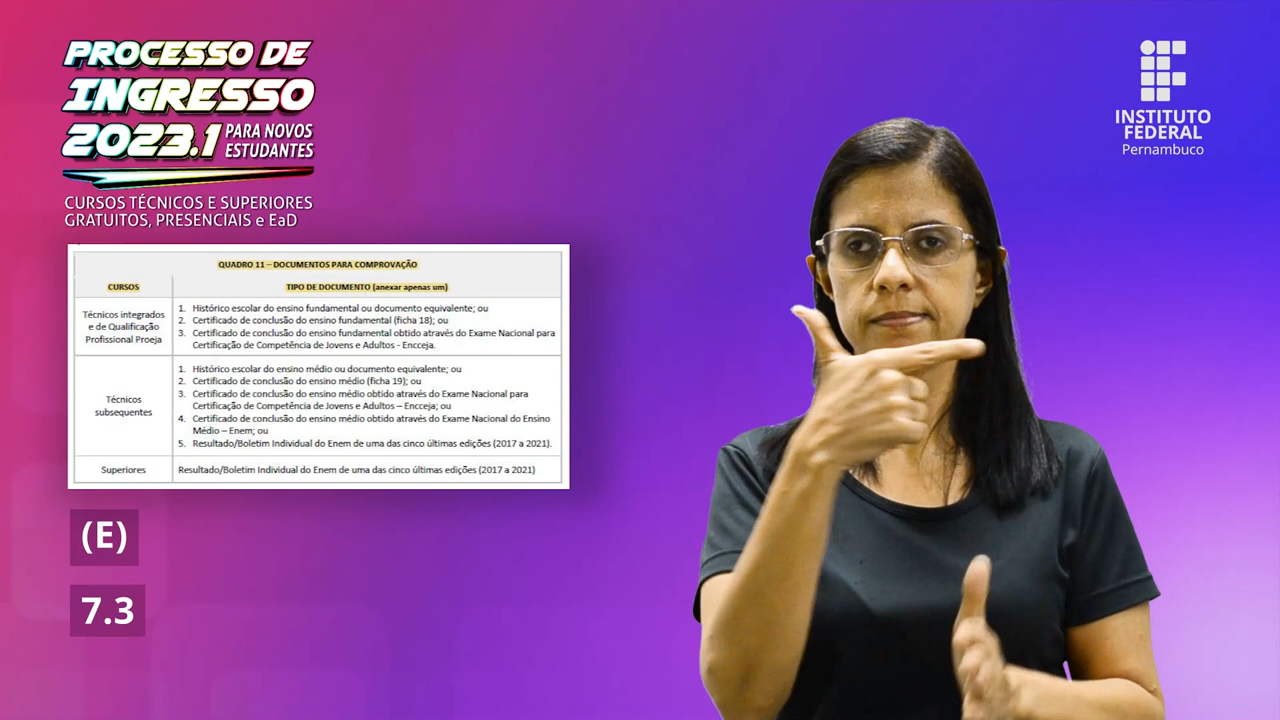 PROCESSO DE
INGRESSO
2023.1 PARA NOVOS
ESTUDANTES
CURSOS TÉCNICOS E SUPERIORES
GRATUITOS, PRESENCIAIS e EaD
INSTITUTO
FEDERAL
Pernambuco
QUADRO 11 – DOCUMENTOS PARA COMPROVAÇÃO
CURSOS
TIPO DE DOCUMENTO (anexar apenas um)
Técnicos integrados
e de Qualificação
Profissional Proeja
1. Histórico escolar do ensino fundamental ou documento equivalente; ou
2. Certificado de conclusão do ensino fundamental (ficha 18); ou
3. Certificado de conclusão do ensino fundamental obtido através do Exame Nacional para
Certificação de Competência de Jovens e Adultos - Encceja.
Técnicos
subsequentes
1. Histórico escolar do ensino médio ou documento equivalente; ou
2. Certificado de conclusão do ensino médio (ficha 19); ou
3. Certificado de conclusão do ensino médio obtido através do Exame Nacional para
Certificação de Competência de Jovens e Adultos – Encceja; ou
4. Certificado de conclusão do ensino médio obtido através do Exame Nacional do Ensino
Médio – Enem; ou
5. Resultado/Boletim Individual do Enem de uma das cinco últimas edições (2017 a 2021).
Superiores
Resultado/Boletim Individual do Enem de uma das cinco últimas edições (2017 a 2021)
(E)
7.3